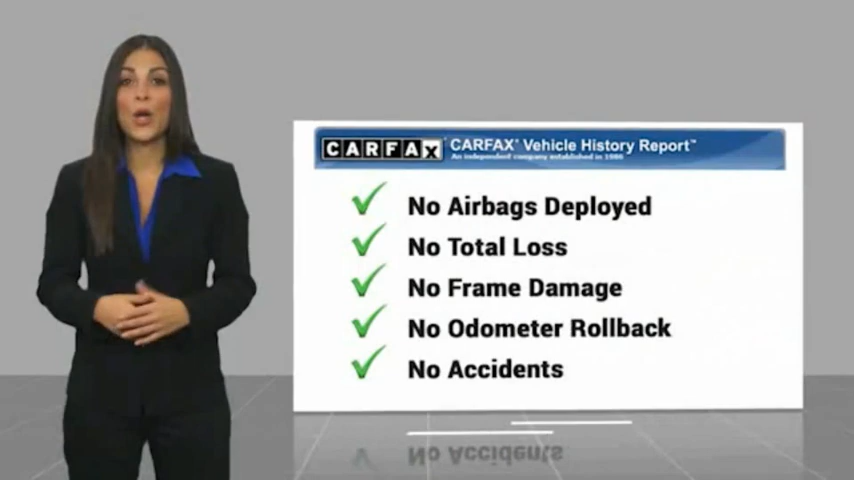 CARFAX CARFAX® Vehicle History Report™
An independent company established in 1986
No Airbags Deployed
No Total Loss
No Frame Damage
No Odometer Rollback
No Accidents
No Accidents